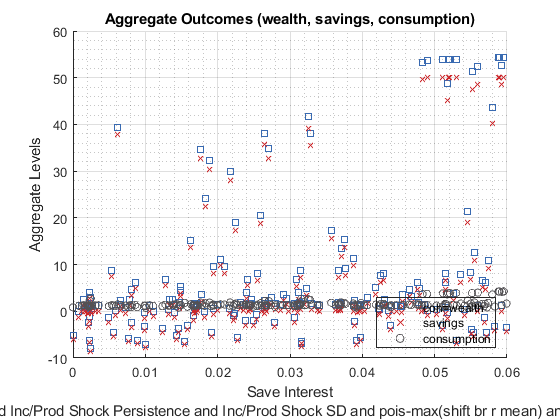 Aggregate Outcomes (wealth, savings, consumption)
60
50
40
30
20
10
0
-10
Aggregate Levels
savings
consumption
0
0.01
0.02
0.03
0.04
0.05
0.06
Save Interest
d Inc/Prod Shock Persistence and Inc/Prod Shock SD and pois-max(shift br r mean) an